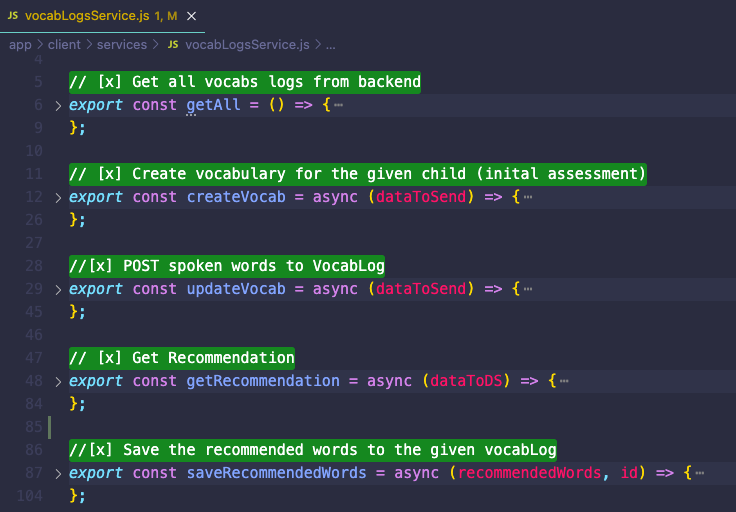 JS vocabLogsService.js 1, M ×
app > client > services > JS vocabLogsService.js > ...
4
5 // [x] Get all vocabs logs from backend
6 > export const getAll = () => { ⋯
9 };
10
11 // [x] Create vocabulary for the given child (inital assessment)
12 > export const createVocab = async (dataToSend) => { ⋯
26 };
27
28 //[x] POST spoken words to VocabLog
29 > export const updateVocab = async (dataToSend) => { ⋯
45 };
46
47 // [x] Get Recommendation
48 > export const getRecommendation = async (dataToDS) => { ⋯
84 };
85
86 //[x] Save the recommended words to the given vocabLog
87 > export const saveRecommendedWords = async (recommendedWords, id) => { ⋯
104 };